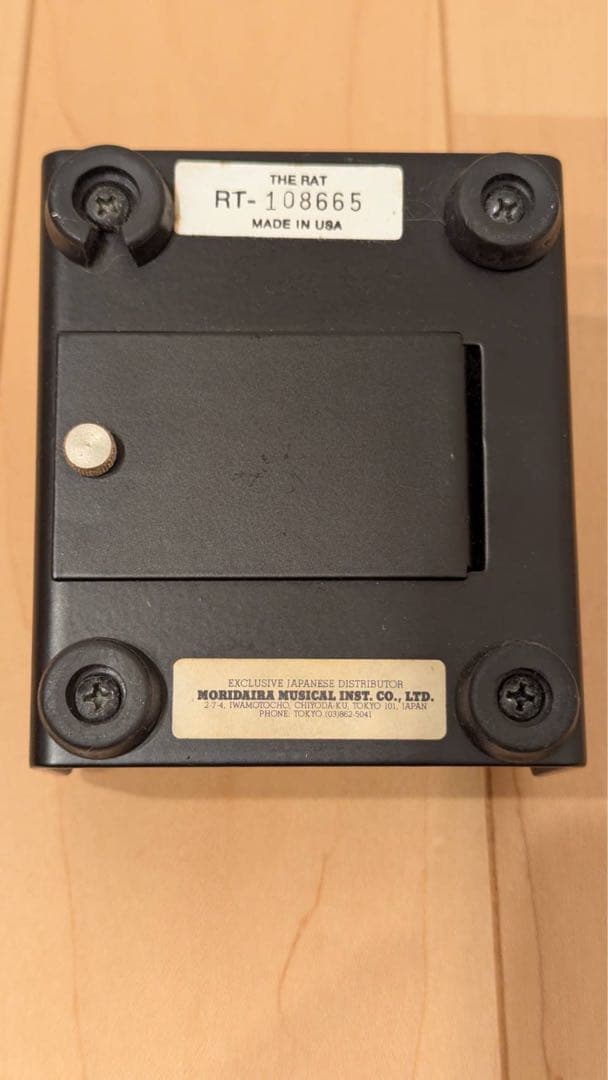 THE RAT
RT-108665
MADE IN USA
EXCLUSIVE JAPANESE DISTRIBUTOR
MORIDAIRA MUSICAL INST. CO., LTD.
2-7-4, IWAMOTOCHO, CHIYODA-KU, TOKYO 101, JAPAN
PHONE: TOKYO (03)862-5041